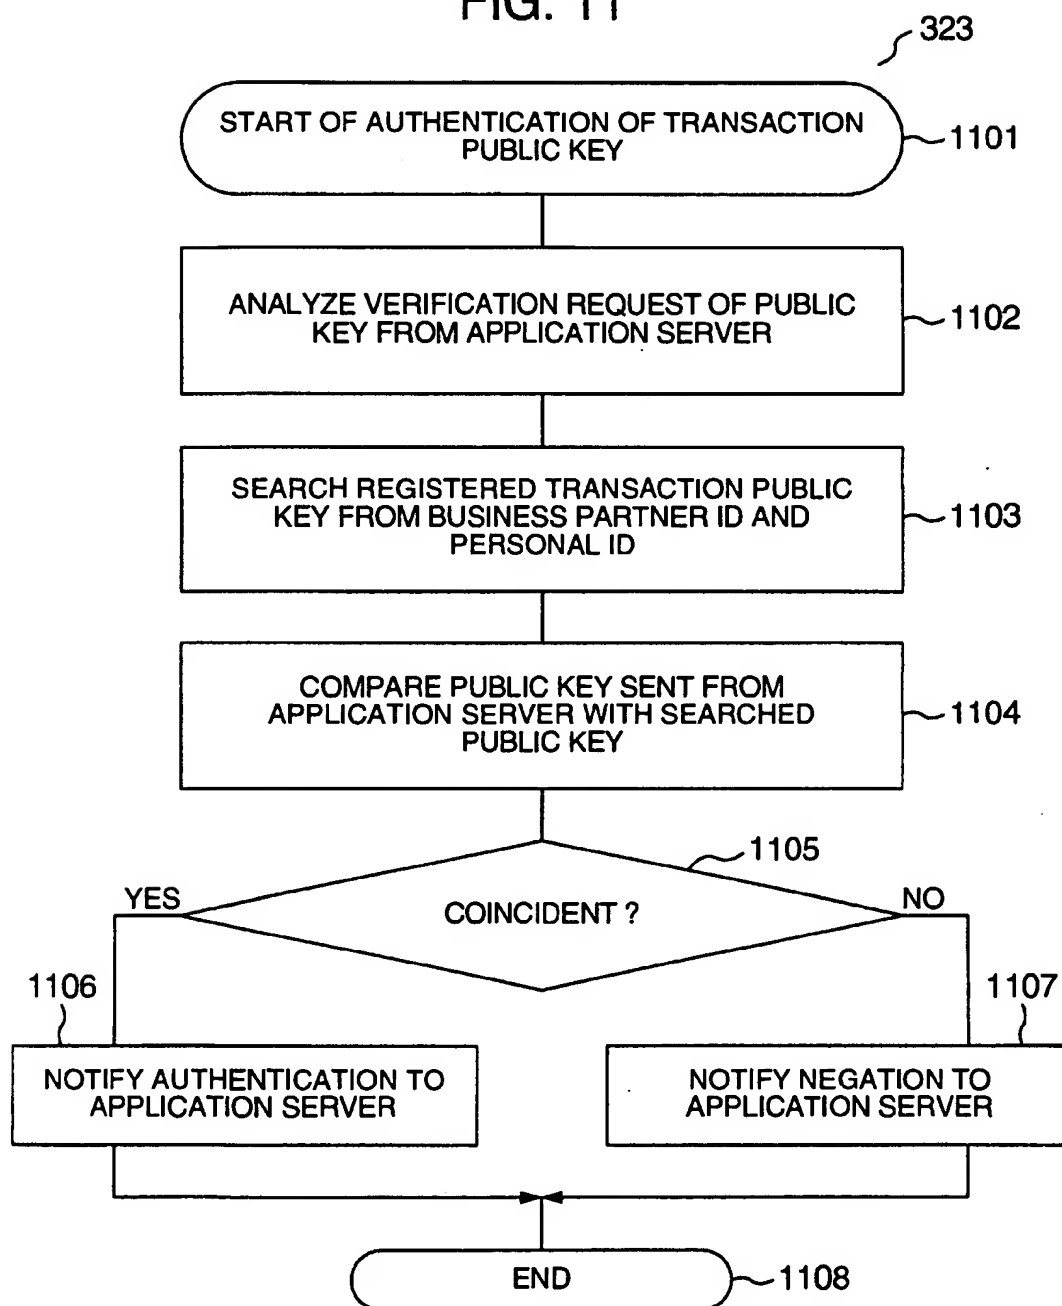 FIG. 11
323
START OF AUTHENTICATION OF TRANSACTION
PUBLIC KEY
1101
ANALYZE VERIFICATION REQUEST OF PUBLIC
KEY FROM APPLICATION SERVER
1102
SEARCH REGISTERED TRANSACTION PUBLIC
KEY FROM BUSINESS PARTNER ID AND
PERSONAL ID
1103
COMPARE PUBLIC KEY SENT FROM
APPLICATION SERVER WITH SEARCHED
PUBLIC KEY
1104
1105
YES
COINCIDENT ?
NO
1106
1107
NOTIFY AUTHENTICATION TO
APPLICATION SERVER
NOTIFY NEGATION TO
APPLICATION SERVER
END
1108